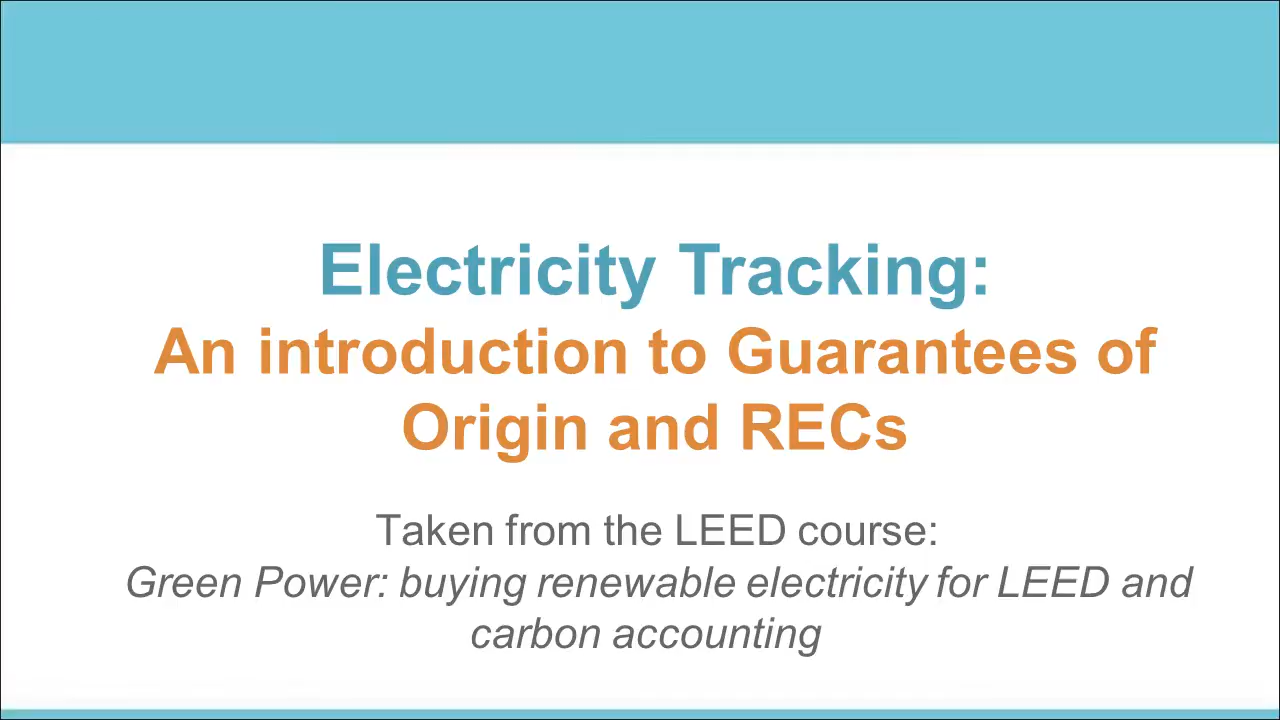 Electricity Tracking:
An introduction to Guarantees of
Origin and RECs
Taken from the LEED course:
Green Power: buying renewable electricity for LEED and
carbon accounting